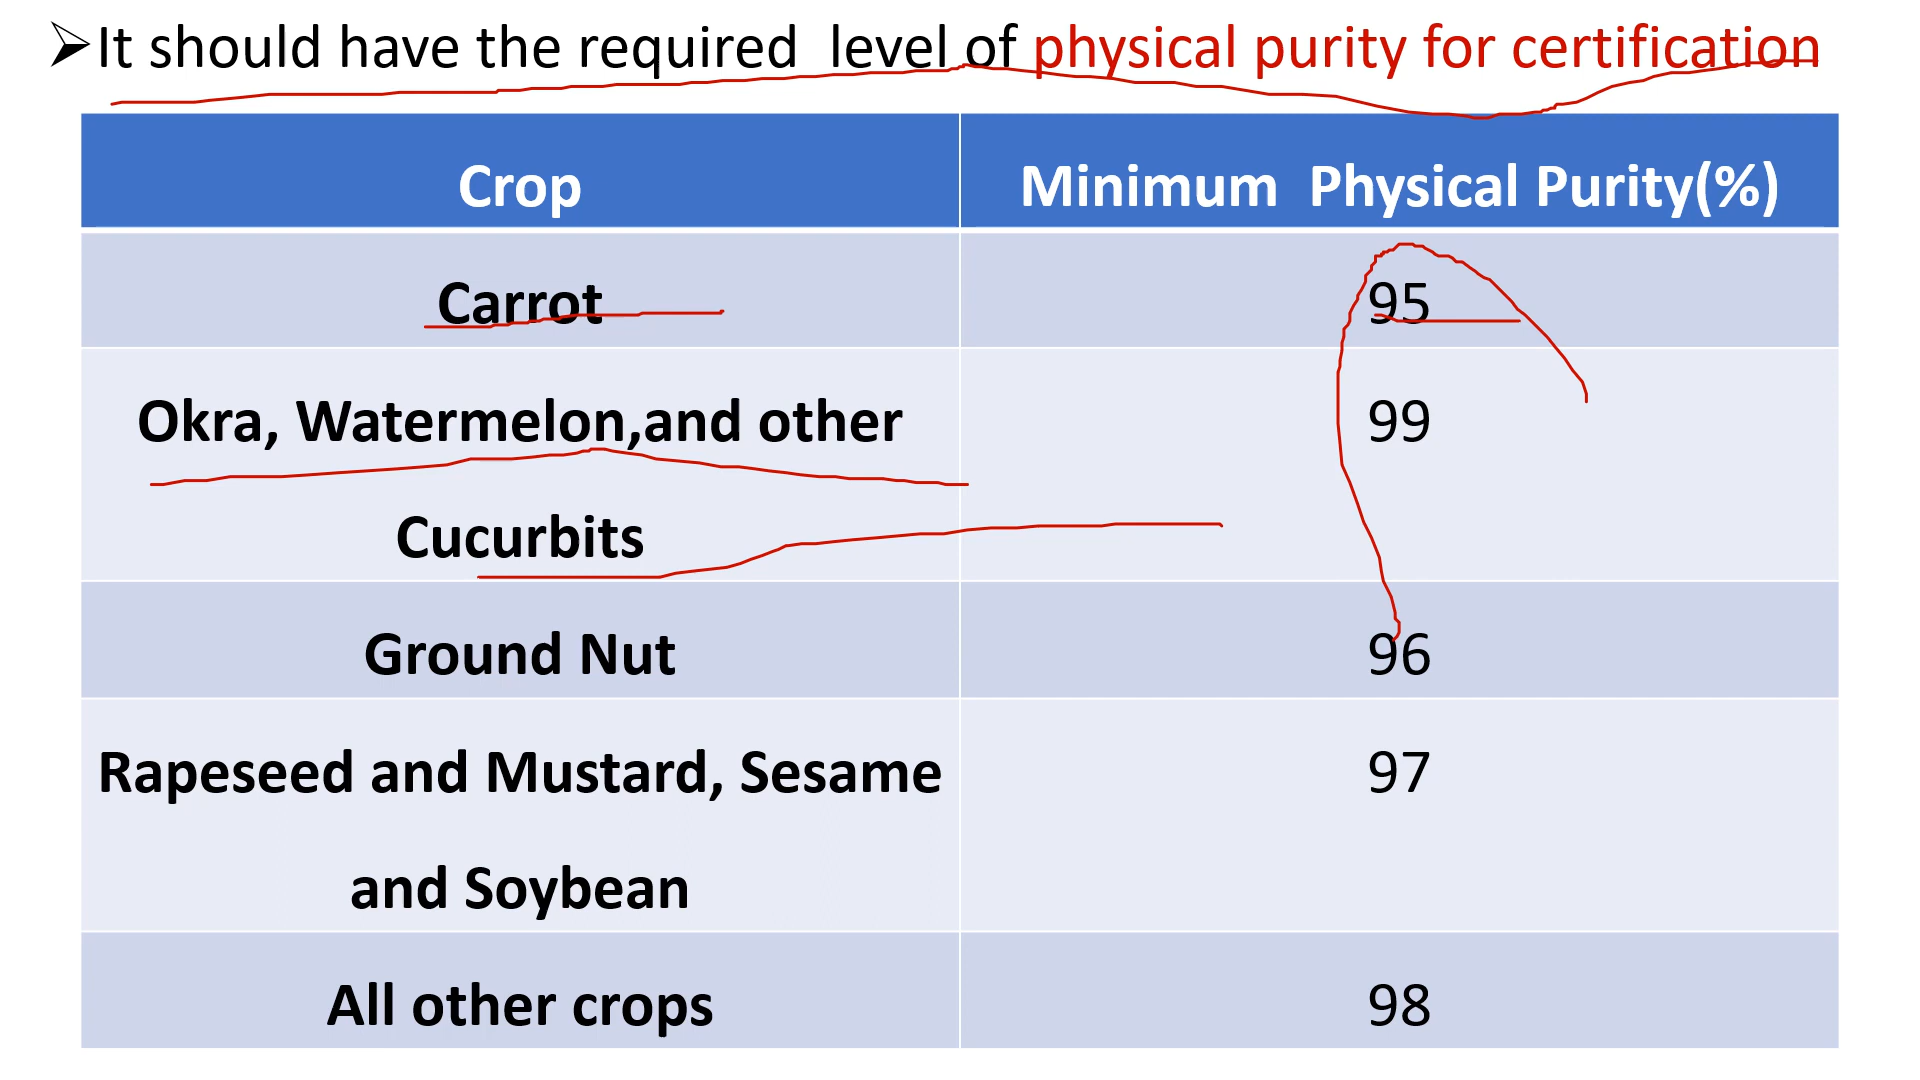 ➢It should have the required  level of physical purity for certification
Crop
Minimum  Physical Purity(%)
Carrot
95
Okra, Watermelon,and other
99
Cucurbits
Ground Nut
96
Rapeseed and Mustard, Sesame
97
and Soybean
All other crops
98